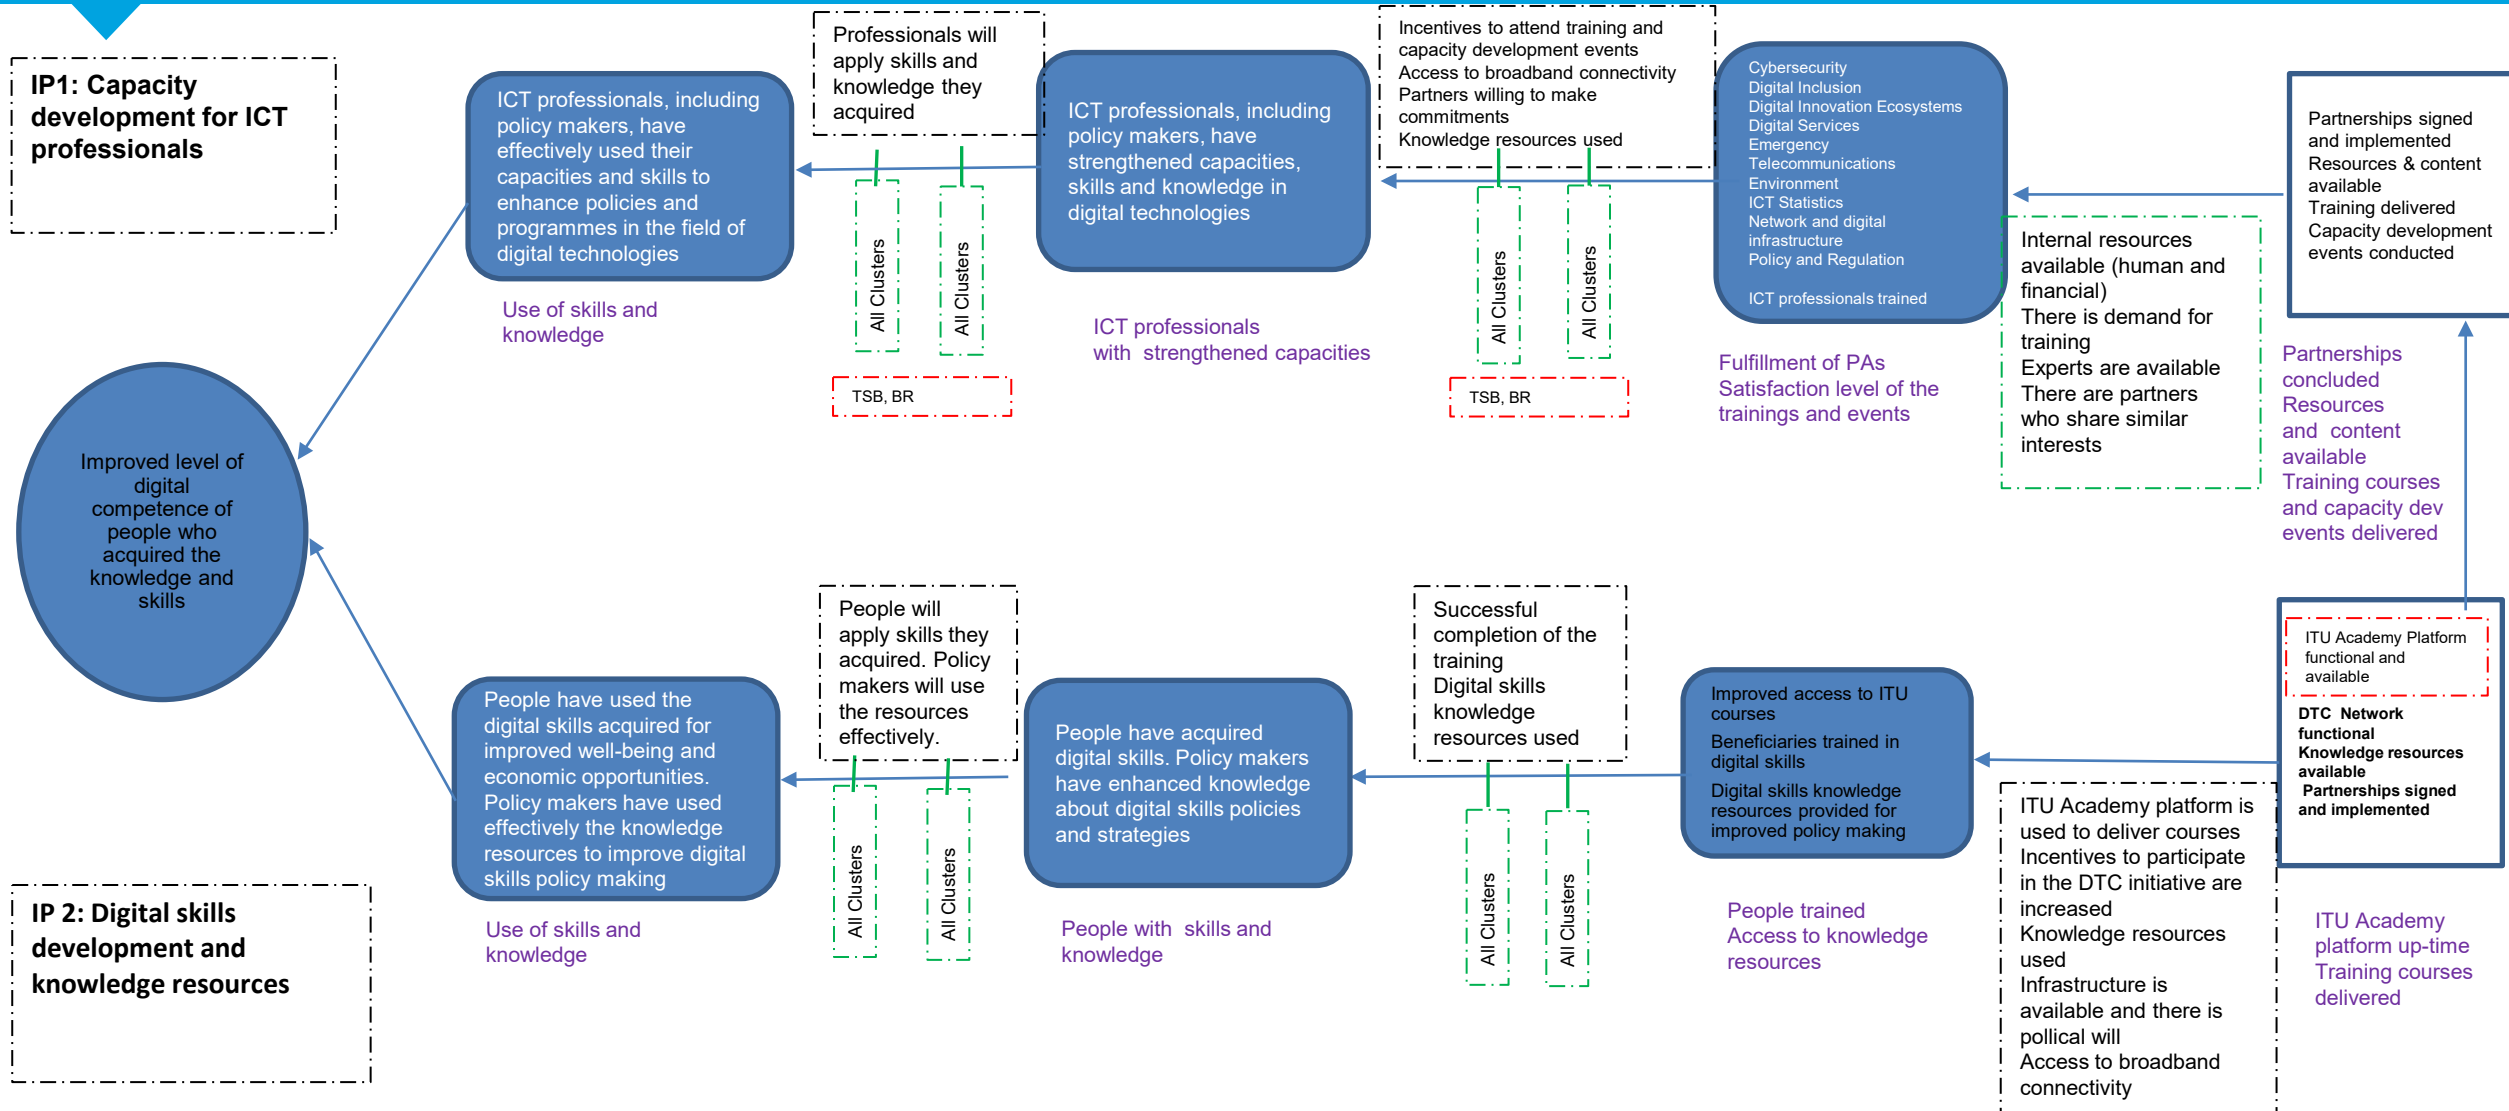 IP1: Capacity
development for ICT
professionals
ICT professionals, including
policy makers, have
effectively used their
capacities and skills to
enhance policies and
programmes in the field of
digital technologies
Use of skills and
knowledge
Professionals will
apply skills and
knowledge they
acquired
All Clusters
All Clusters
TSB, BR
ICT professionals, including
policy makers, have
strengthened capacities,
skills and knowledge in
digital technologies
ICT professionals
with  strengthened capacities
Incentives to attend training and
capacity development events
Access to broadband connectivity
Partners willing to make
commitments
Knowledge resources used
All Clusters
All Clusters
TSB, BR
Cybersecurity
Digital Inclusion
Digital Innovation Ecosystems
Digital Services
Emergency
Telecommunications
Environment
ICT Statistics
Network and digital
infrastructure
Policy and Regulation
ICT professionals trained
Fulfillment of PAs
Satisfaction level of the
trainings and events
Internal resources
available (human and
financial)
There is demand for
training
Experts are available
There are partners
who share similar
interests
Partnerships signed
and implemented
Resources & content
available
Training delivered
Capacity development
events conducted
Partnerships
concluded
Resources
and  content
available
Training courses
and capacity dev
events delivered
Improved level of
digital
competence of
people who
acquired the
knowledge and
skills
IP 2: Digital skills
development and
knowledge resources
People have used the
digital skills acquired for
improved well-being and
economic opportunities.
Policy makers have used
effectively the knowledge
resources to improve digital
skills policy making
Use of skills and
knowledge
People will
apply skills they
acquired. Policy
makers will use
the resources
effectively.
All Clusters
All Clusters
People have acquired
digital skills. Policy makers
have enhanced knowledge
about digital skills policies
and strategies
People with  skills and
knowledge
Successful
completion of the
training
Digital skills
knowledge
resources used
All Clusters
All Clusters
Improved access to ITU
courses
Beneficiaries trained in
digital skills
Digital skills knowledge
resources provided for
improved policy making
People trained
Access to knowledge
resources
ITU Academy platform is
used to deliver courses
Incentives to participate
in the DTC initiative are
increased
Knowledge resources
used
Infrastructure is
available and there is
pollical will
Access to broadband
connectivity
ITU Academy Platform
functional and
available
DTC  Network
functional
Knowledge resources
available
Partnerships signed
and implemented
ITU Academy
platform up-time
Training courses
delivered